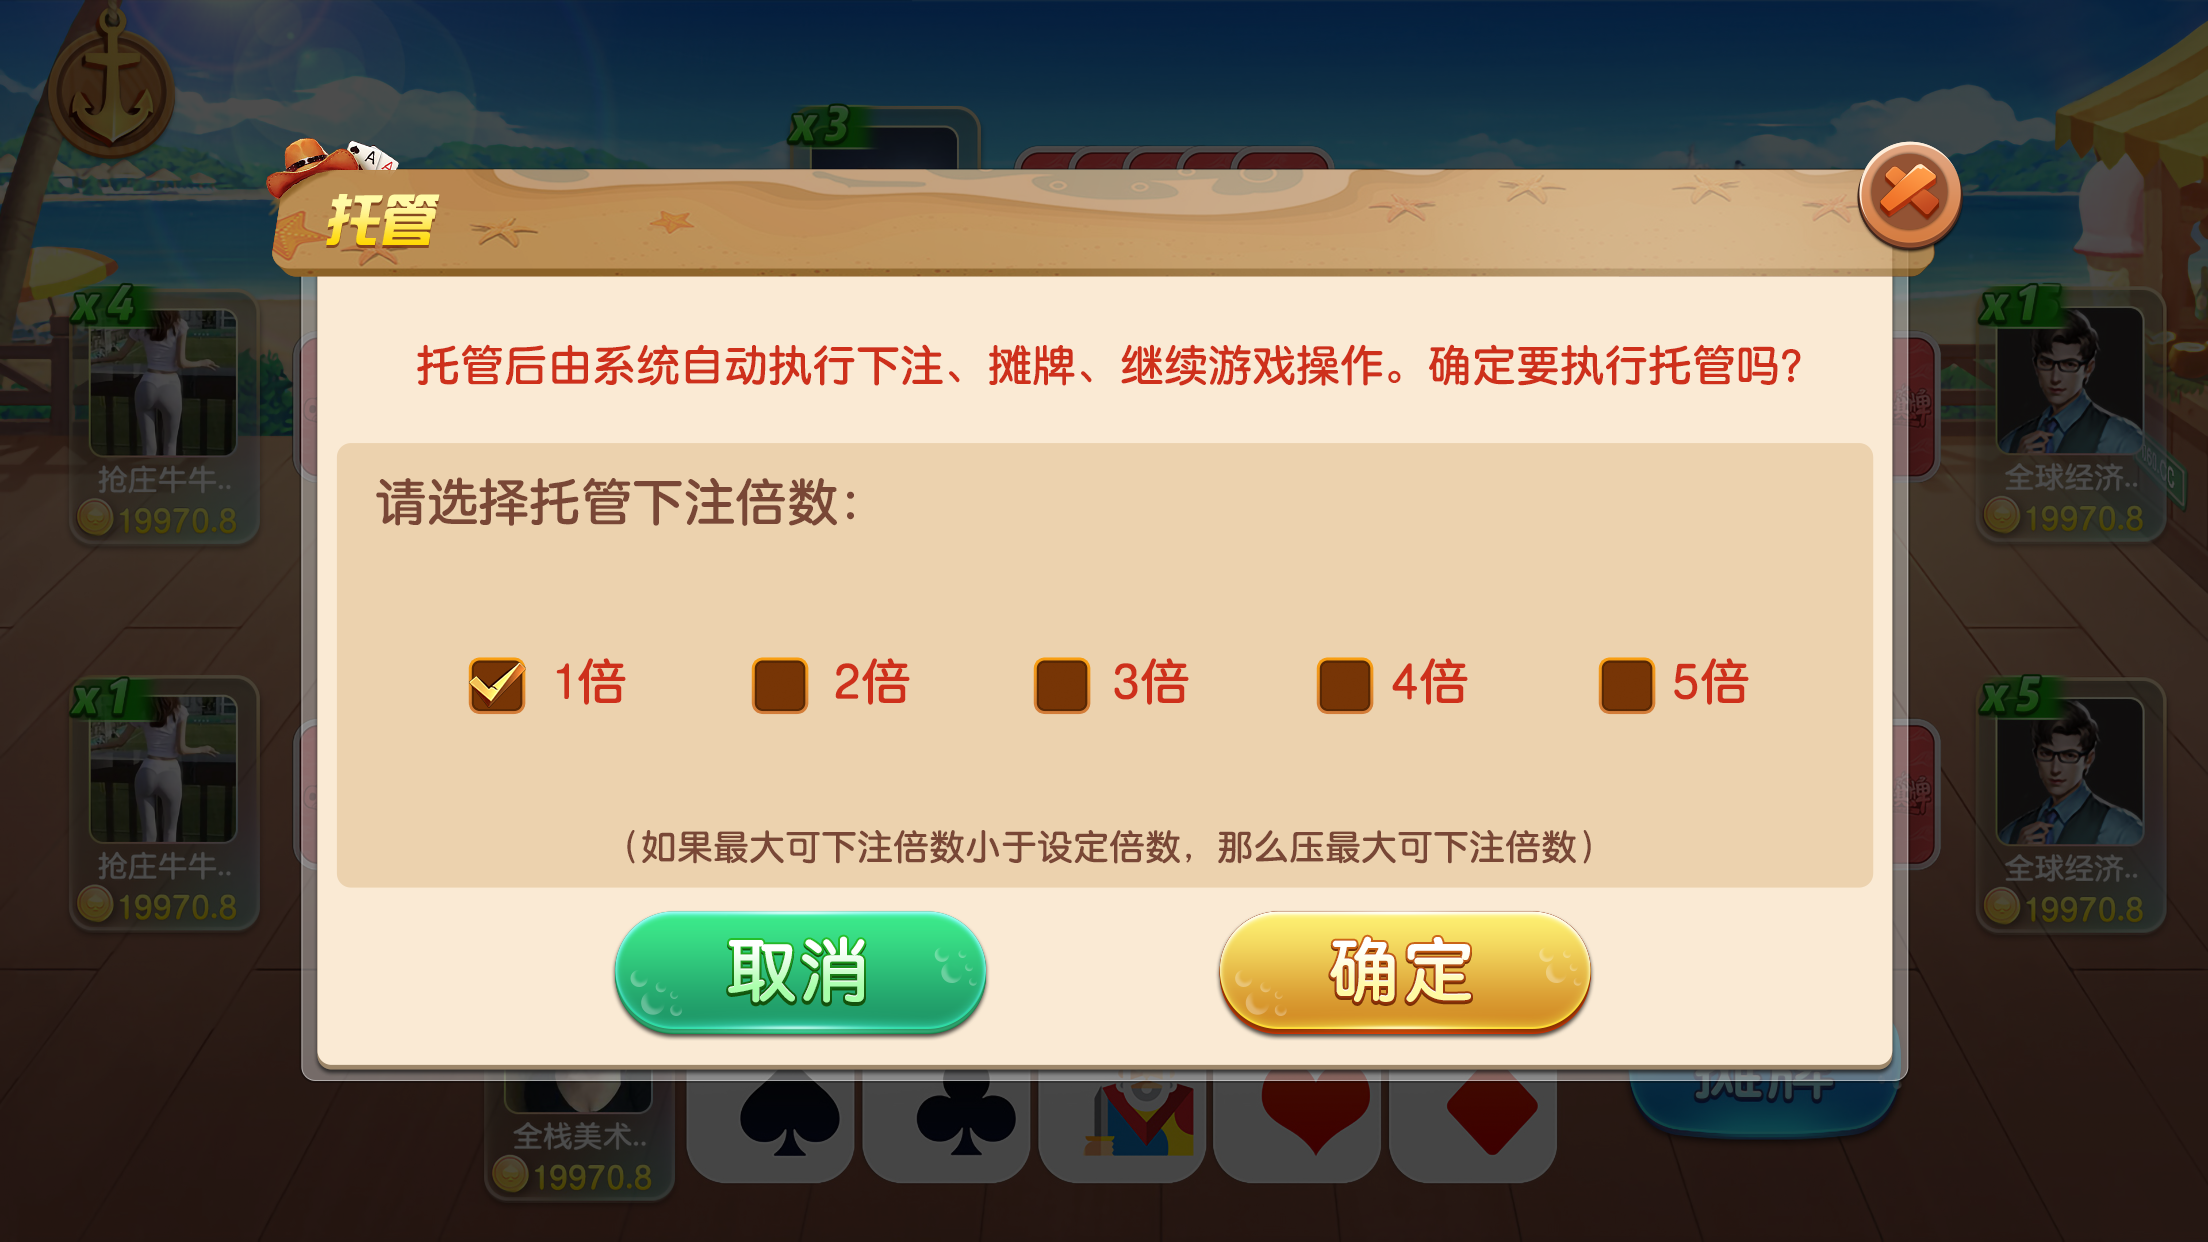 x3
A A
托管
x4
x1
托管后由系统自动执行下注、摊牌、继续游戏操作。确定要执行托管吗？
请选择托管下注倍数：
抢庄牛牛..
19970.8
全球经济..
19970.8
1倍
2倍
3倍
4倍
5倍
x1
x5
（如果最大可下注倍数小于设定倍数，那么压最大可下注倍数）
抢庄牛牛..
19970.8
全球经济..
19970.8
取消
确定
摊牌
全栈美术..
19970.8